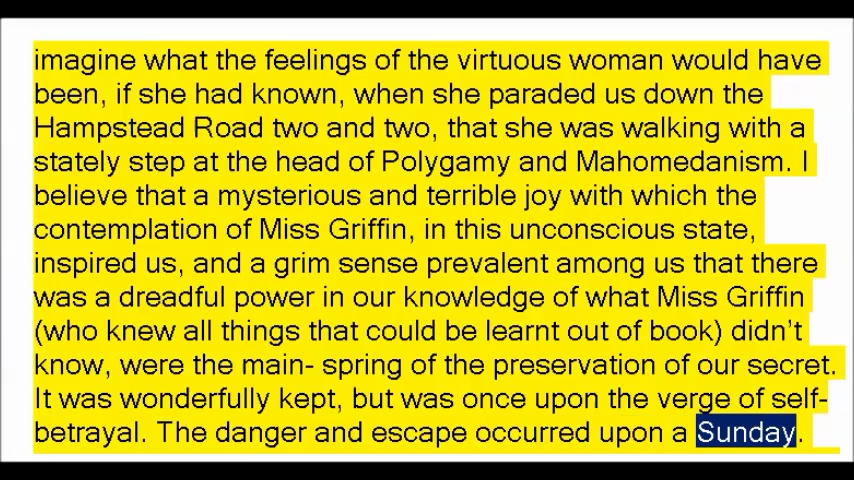 imagine what the feelings of the virtuous woman would have
been, if she had known, when she paraded us down the
Hampstead Road two and two, that she was walking with a
stately step at the head of Polygamy and Mahomedanism. I
believe that a mysterious and terrible joy with which the
contemplation of Miss Griffin, in this unconscious state,
inspired us, and a grim sense prevalent among us that there
was a dreadful power in our knowledge of what Miss Griffin
(who knew all things that could be learnt out of book) didn’t
know, were the main- spring of the preservation of our secret.
It was wonderfully kept, but was once upon the verge of self-
betrayal. The danger and escape occurred upon a Sunday.